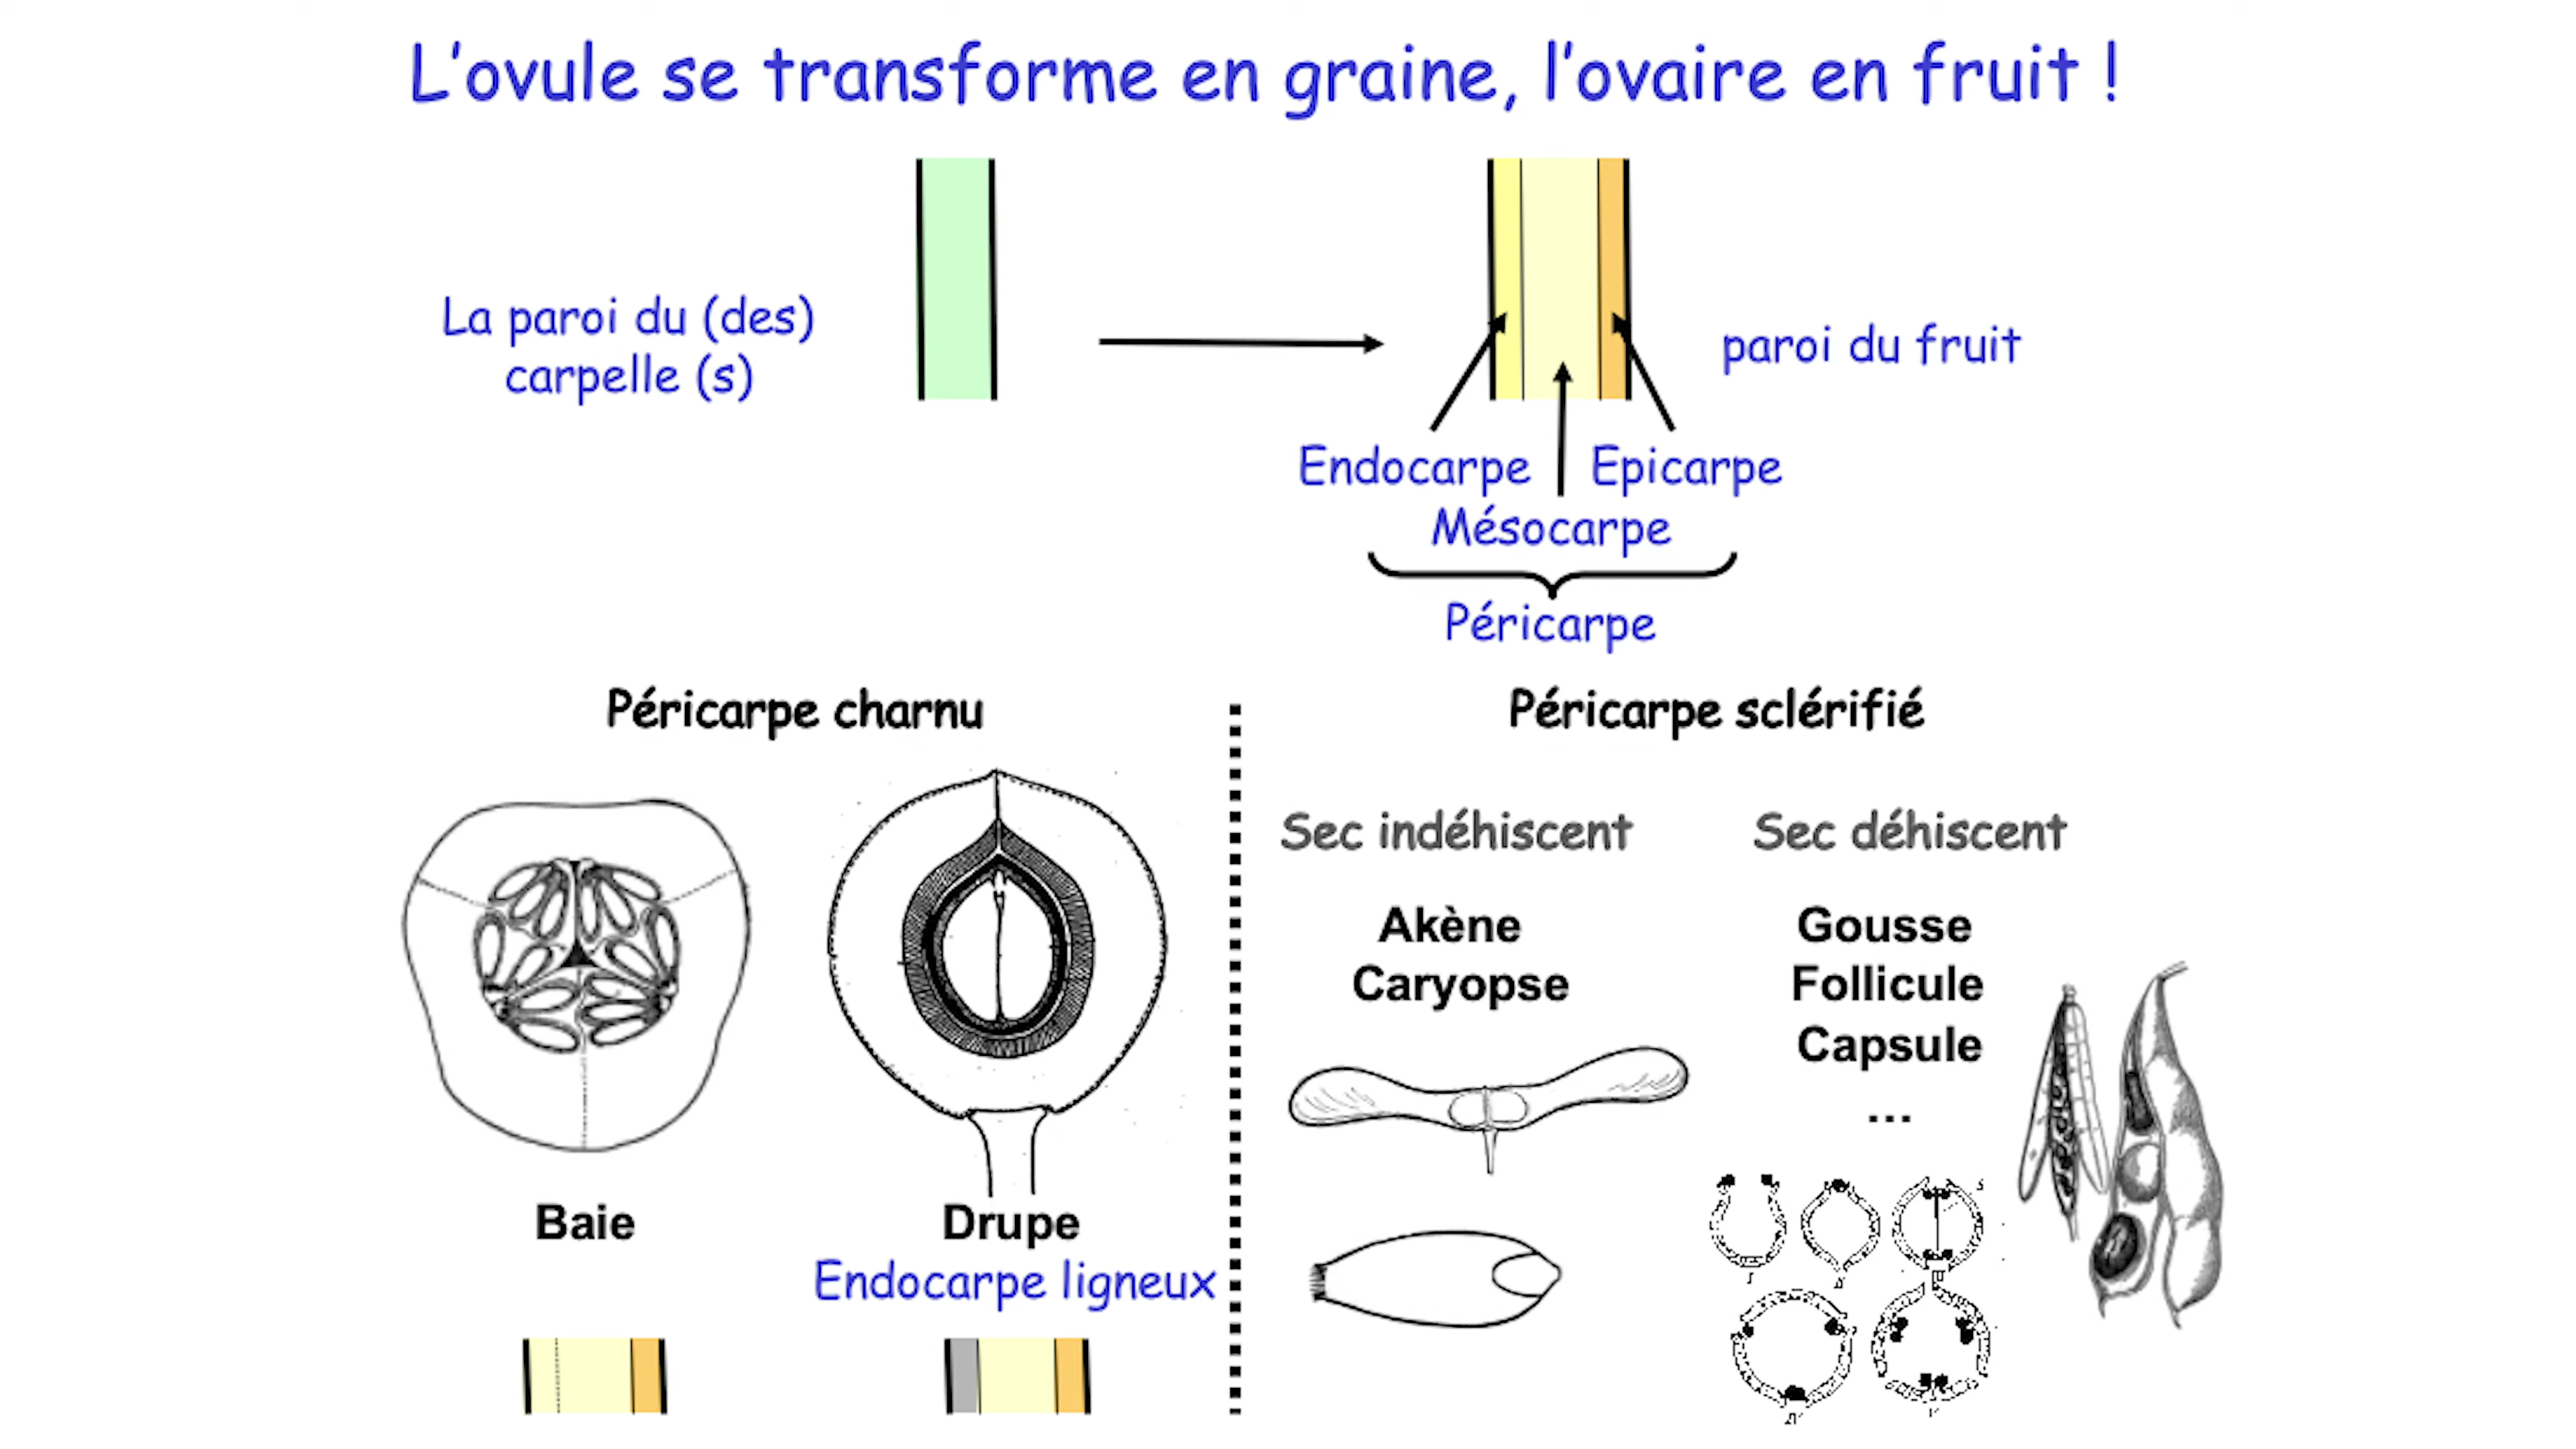 L'ovule se transforme en graine, l'ovaire en fruit !
La paroi du (des)
carpelle (s)
paroi du fruit
Endocarpe
Epicarpe
Mésocarpe
Péricarpe
Péricarpe charnu
Péricarpe sclérifié
Sec indéhiscent
Sec déhiscent
Akène
Caryopse
Gousse
Follicule
Capsule
...
Baie
Drupe
Endocarpe ligneux